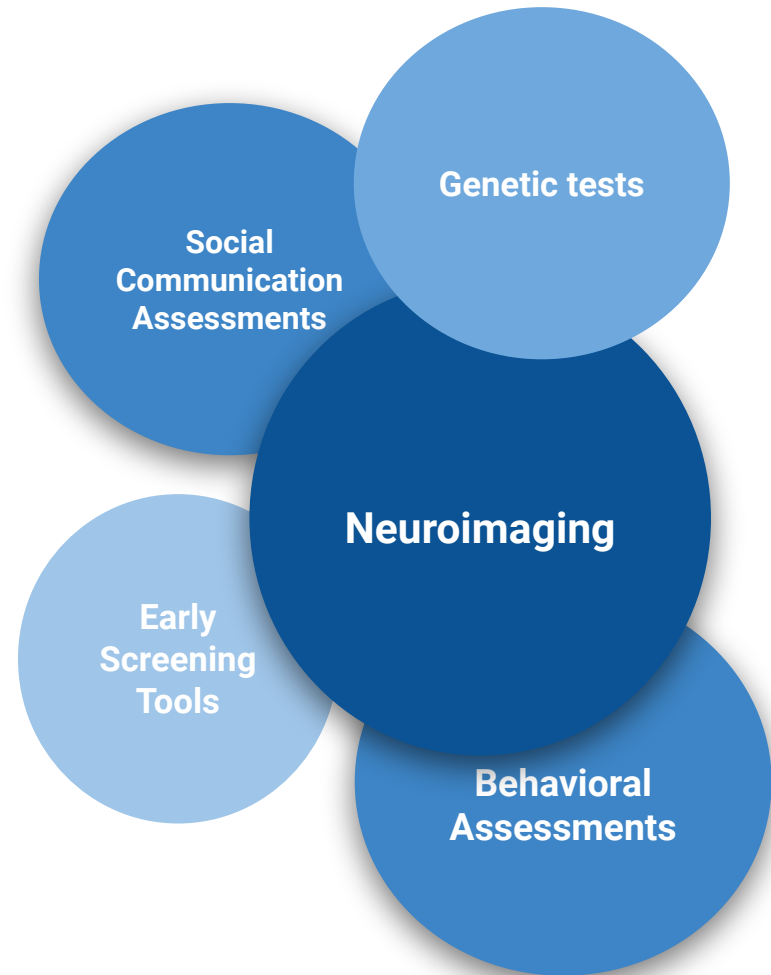 Genetic tests
Social
Communication
Assessments
Neuroimaging
Early
Screening
Tools
Behavioral
Assessments